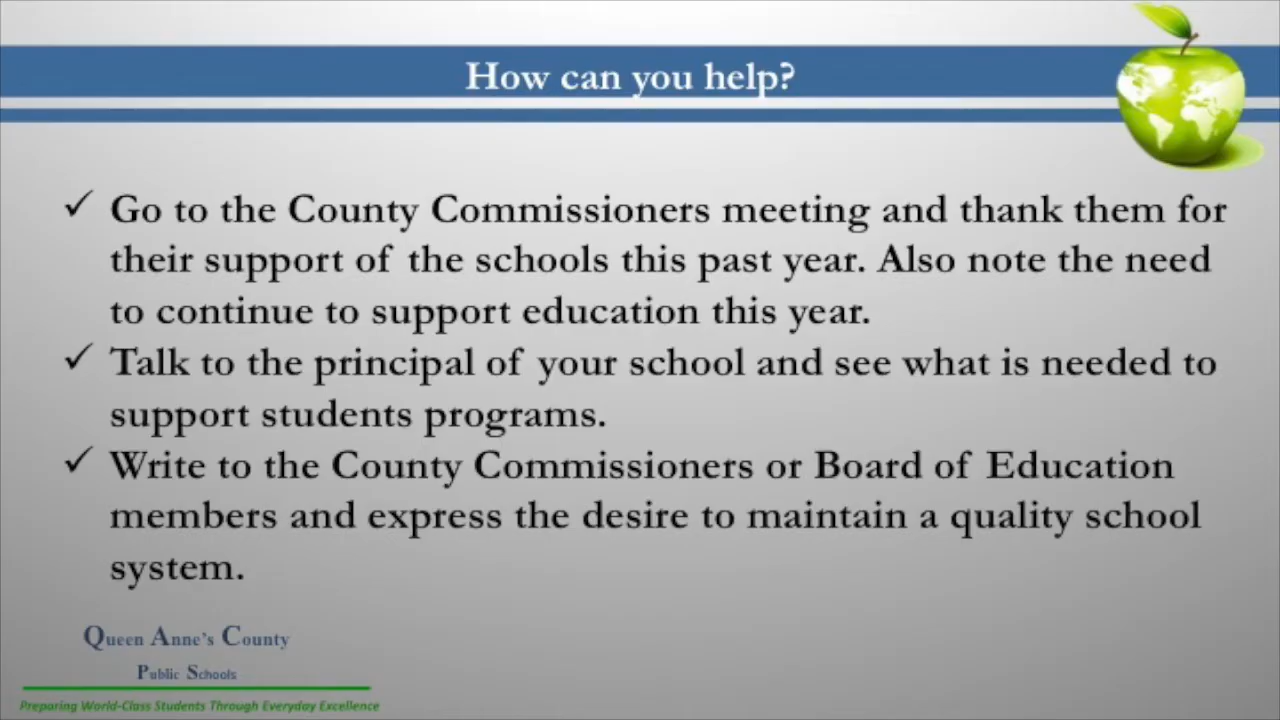 How can you help?
✓ Go to the County Commissioners meeting and thank them for
their support of the schools this past year. Also note the need
to continue to support education this year.
✓ Talk to the principal of your school and see what is needed to
support students programs.
✓ Write to the County Commissioners or Board of Education
members and express the desire to maintain a quality school
system.
Queen Anne's County
Public Schools
Preparing World-Class Students Through Everyday Excellence